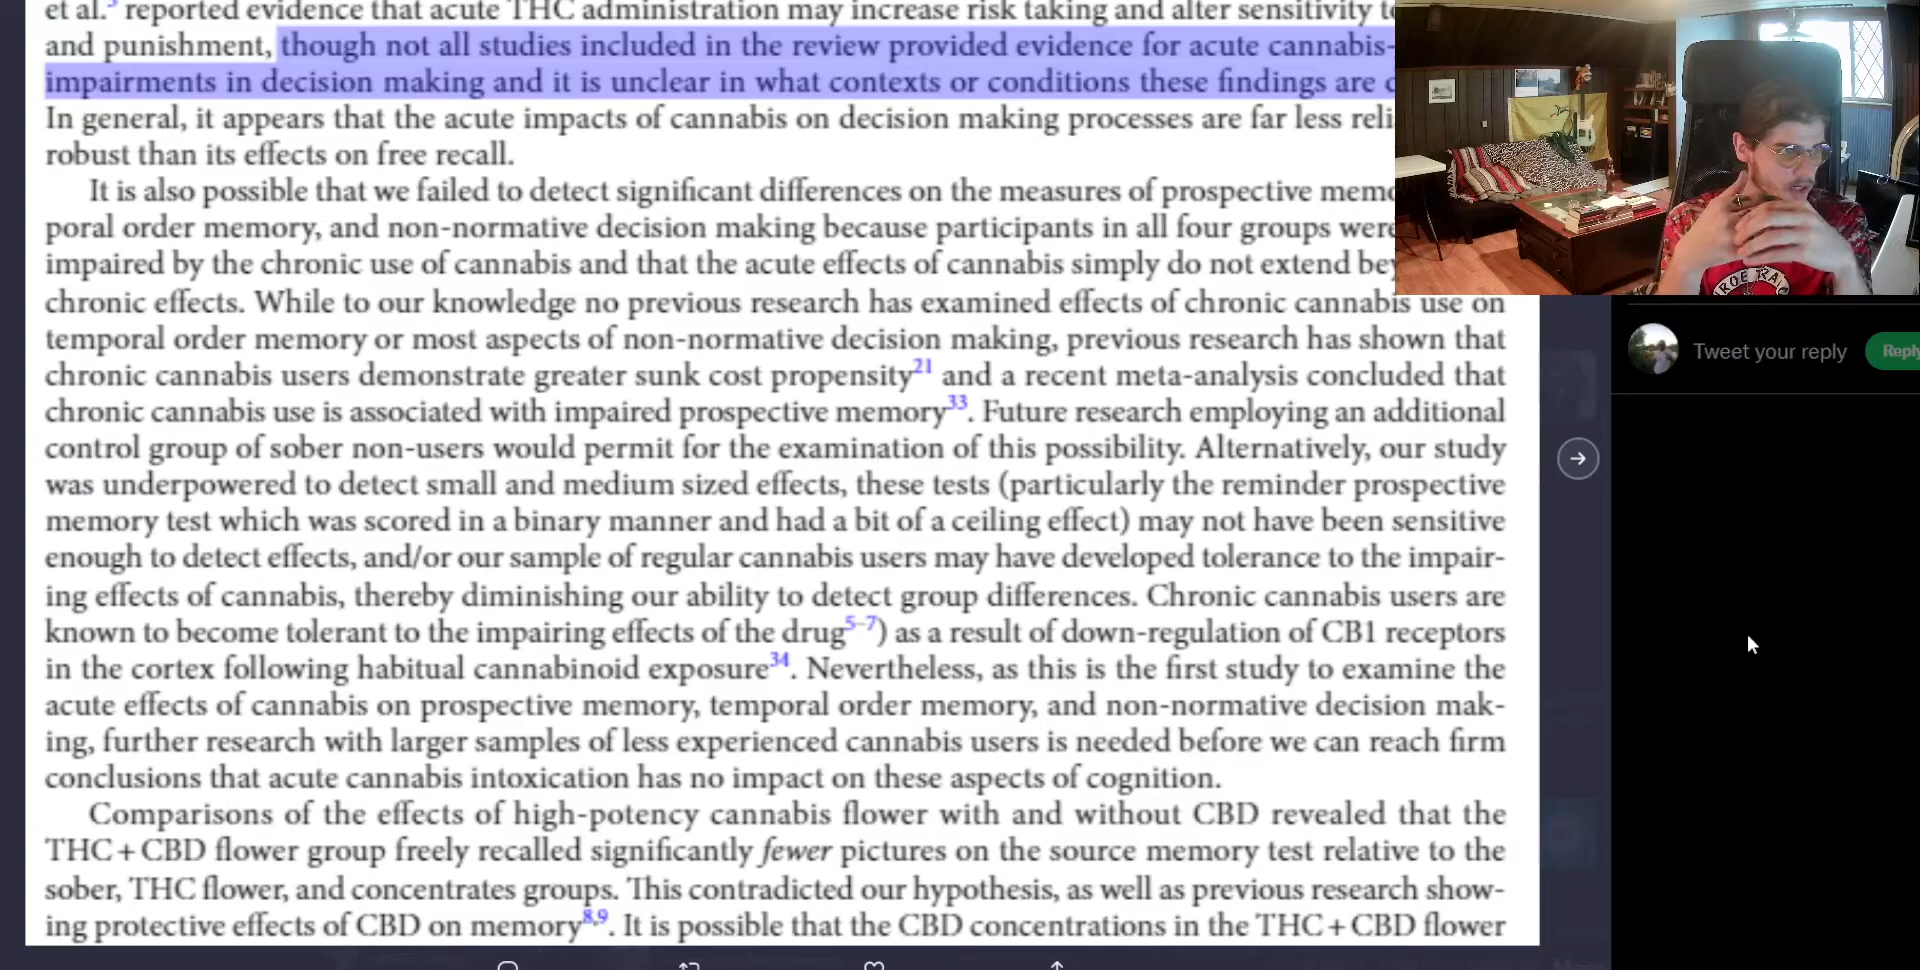 et al.5 reported evidence that acute THC administration may increase risk taking and alter sensitivity
and punishment, though not all studies included in the review provided evidence for acute cannabis-
impairments in decision making and it is unclear in what contexts or conditions these findings are
In general, it appears that the acute impacts of cannabis on decision making processes are far less
robust than its effects on free recall.
It is also possible that we failed to detect significant differences on the measures of prospective
poral order memory, and non-normative decision making because participants in all four groups were
impaired by the chronic use of cannabis and that the acute effects of cannabis simply do not extend
chronic effects. While to our knowledge no previous research has examined effects of chronic cannabis use on
temporal order memory or most aspects of non-normative decision making, previous research has shown that
chronic cannabis users demonstrate greater sunk cost propensity21 and a recent meta-analysis concluded that
chronic cannabis use is associated with impaired prospective memory33. Future research employing an additional
control group of sober non-users would permit for the examination of this possibility. Alternatively, our study
was underpowered to detect small and medium sized effects, these tests (particularly the reminder prospective
memory test which was scored in a binary manner and had a bit of a ceiling effect) may not have been sensitive
enough to detect effects, and/or our sample of regular cannabis users may have developed tolerance to the impair-
ing effects of cannabis, thereby diminishing our ability to detect group differences. Chronic cannabis users are
known to become tolerant to the impairing effects of the drug5–7) as a result of down-regulation of CB1 receptors
in the cortex following habitual cannabinoid exposure34. Nevertheless, as this is the first study to examine the
acute effects of cannabis on prospective memory, temporal order memory, and non-normative decision mak-
ing, further research with larger samples of less experienced cannabis users is needed before we can reach firm
conclusions that acute cannabis intoxication has no impact on these aspects of cognition.
Comparisons of the effects of high-potency cannabis flower with and without CBD revealed that the
THC+CBD flower group freely recalled significantly fewer pictures on the source memory test relative to the
sober, THC flower, and concentrates groups. This contradicted our hypothesis, as well as previous research show-
ing protective effects of CBD on memory8,9. It is possible that the CBD concentrations in the THC+CBD flower
Tweet your reply
Reply